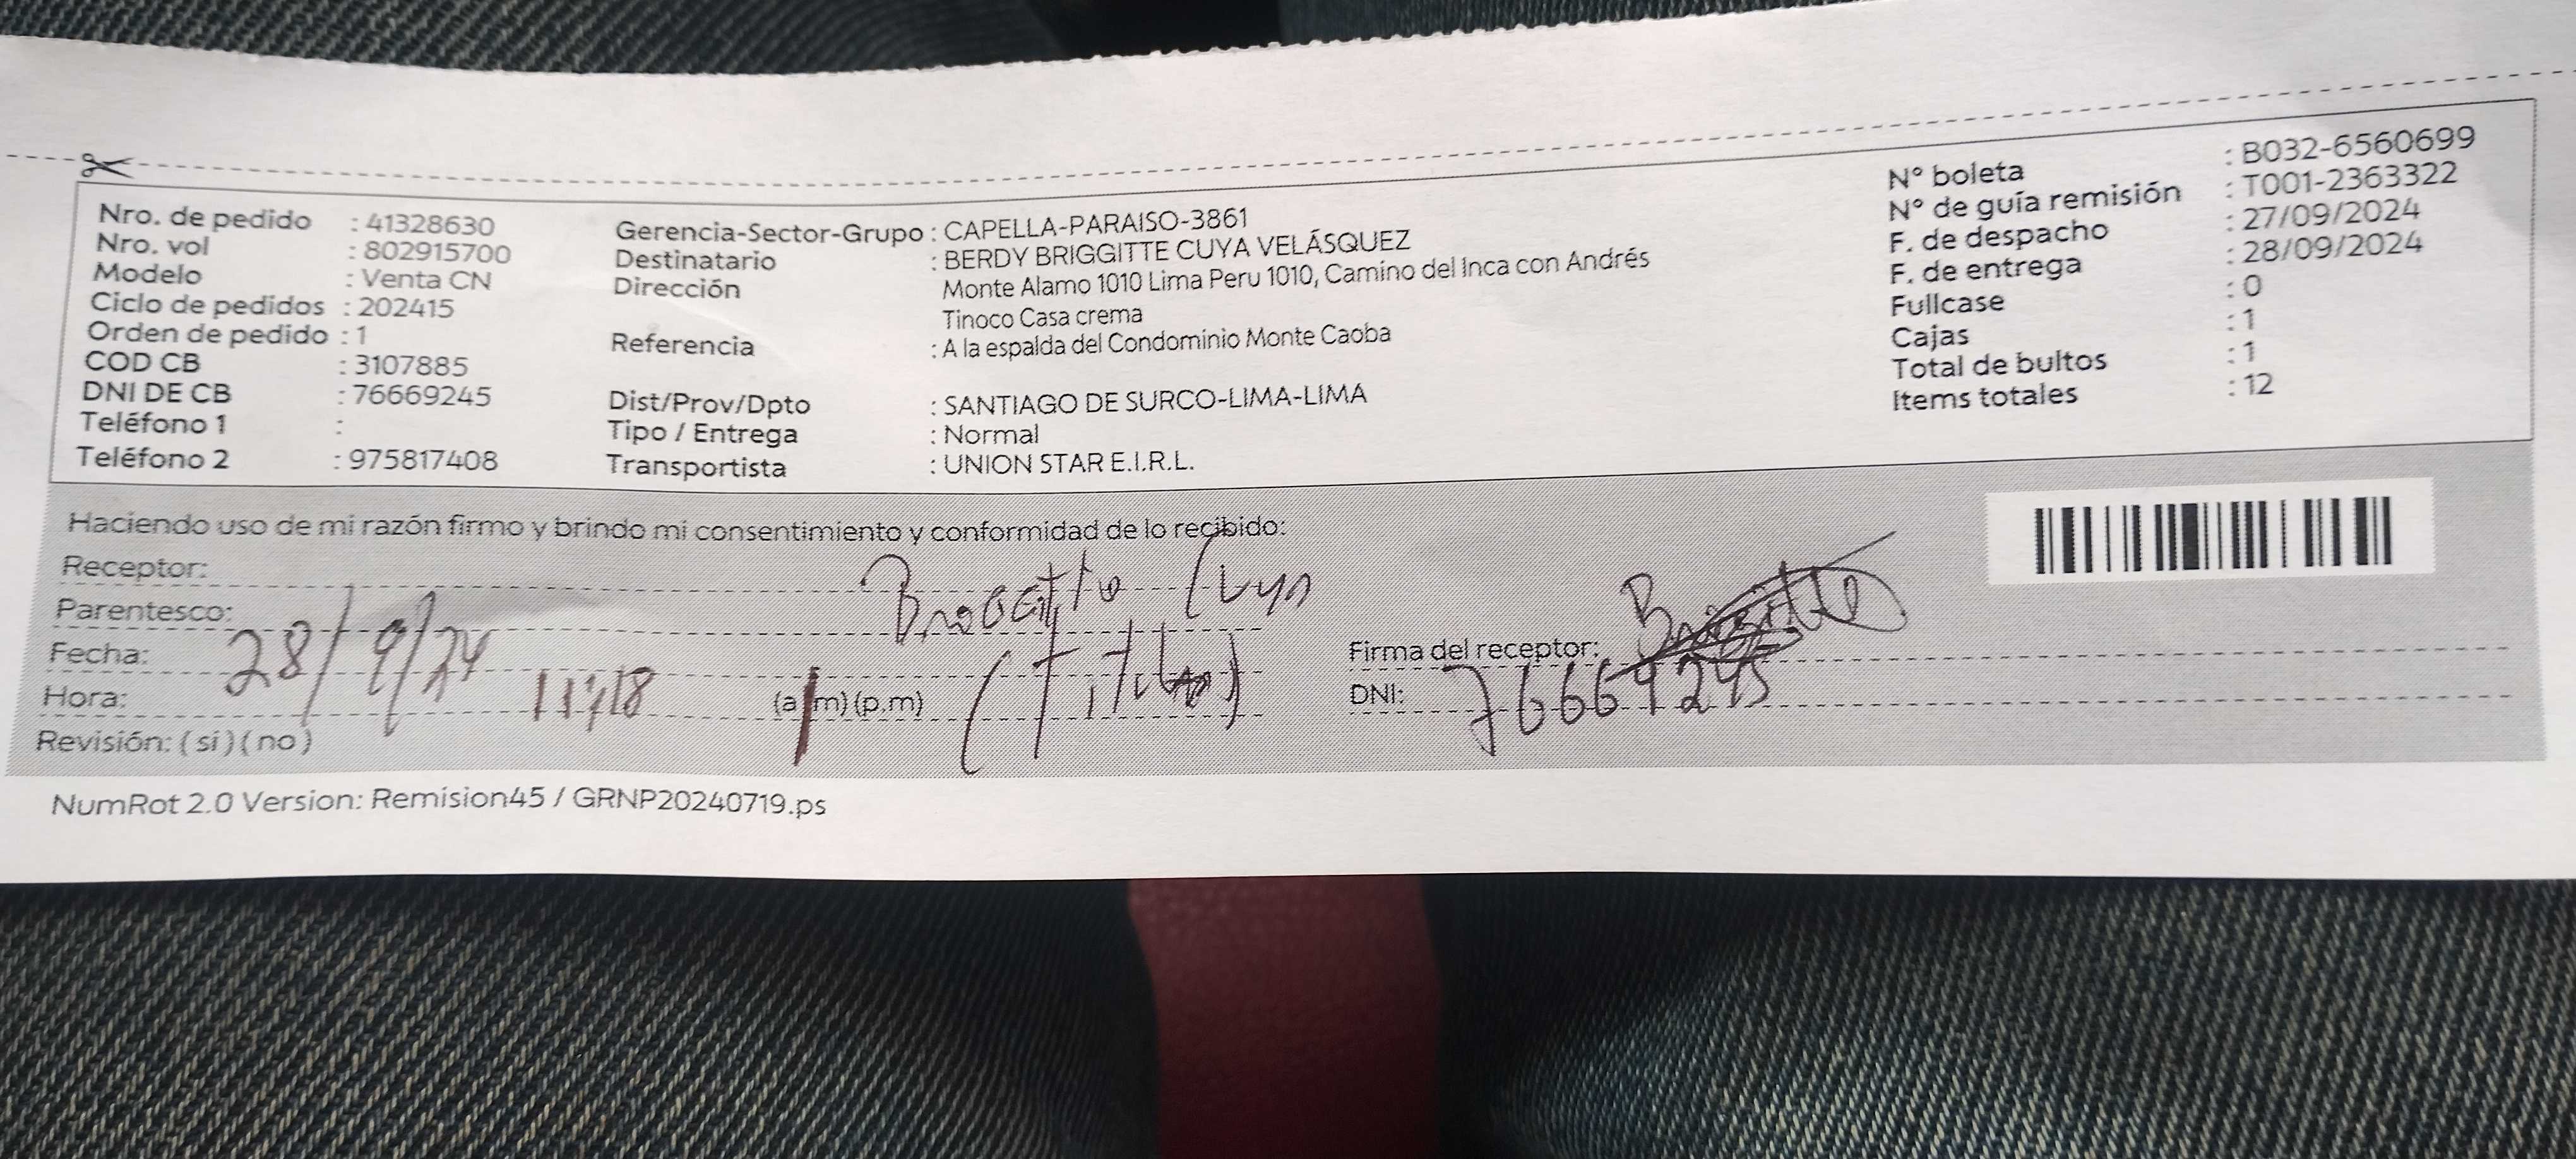 Nro. de pedido : 41328630
Nro. vol : 802915700
Modelo : Venta CN
Ciclo de pedidos : 202415
Orden de pedido : 1
COD CB : 3107885
DNI DE CB : 76669245
Teléfono 1 :
Teléfono 2 : 975817408
Gerencia-Sector-Grupo : CAPELLA-PARAISO-3861
Destinatario : BERDY BRIGGITTE CUYA VELÁSQUEZ
Dirección Monte Alamo 1010 Lima Peru 1010, Camino del Inca con Andrés
Tinoco Casa crema
Referencia : A la espalda del Condominio Monte Caoba
Dist/Prov/Dpto : SANTIAGO DE SURCO-LIMA-LIMA
Tipo / Entrega : Normal
Transportista : UNION STAR E.I.R.L.
N° boleta : B032-6560699
N° de guía remisión : T001-2363322
F. de despacho : 27/09/2024
F. de entrega : 28/09/2024
Fullcase : 0
Cajas : 1
Total de bultos : 1
Items totales : 12
Haciendo uso de mi razón firmo y brindo mi consentimiento y conformidad de lo recibido:
Receptor:
Parentesco:
Fecha: 28/9/24
Hora: 11:18 (a.m) (p.m) (Titular)
Revisión: ( si ) ( no )
Firma del receptor:
DNI: 76669245
NumRot 2.0 Version: Remision45 / GRNP20240719.ps